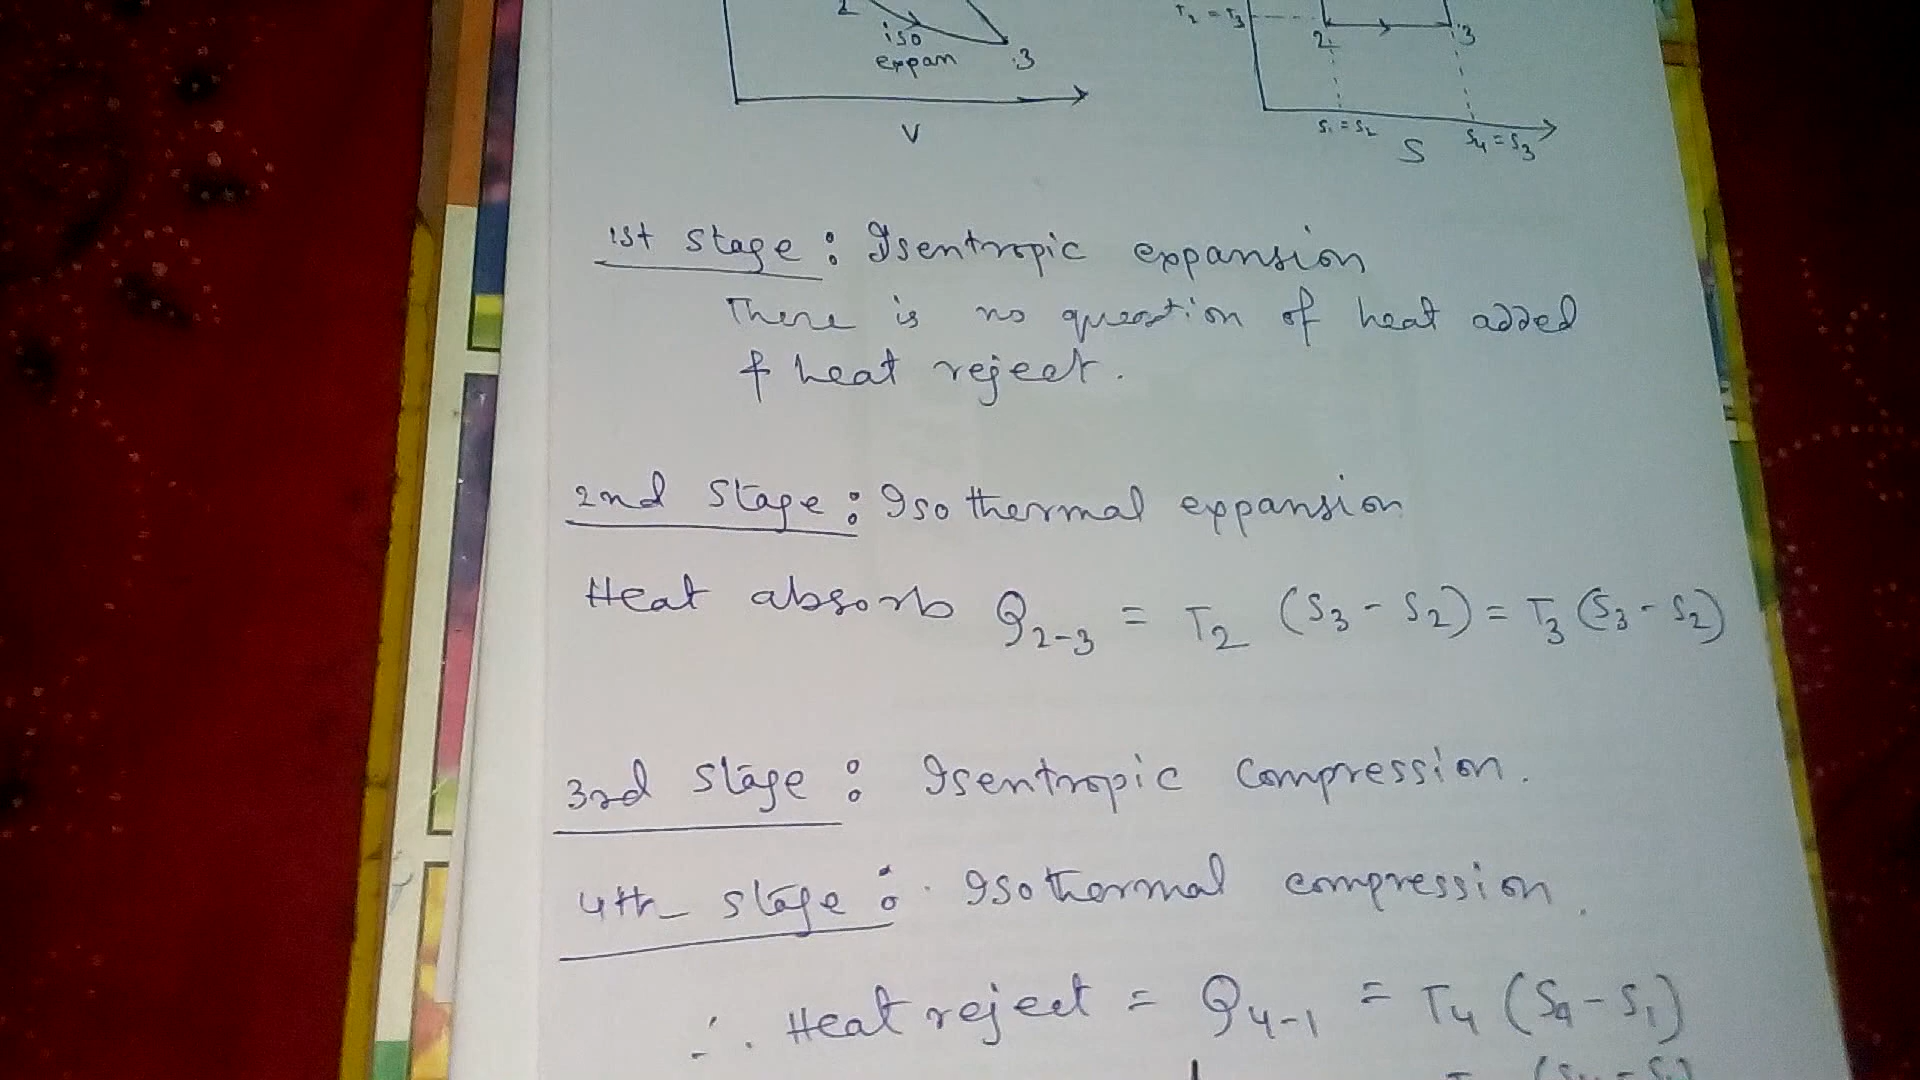 2
iso
expan
3
V
T₂ = T₃
2
3
S₁ = S₂
S₄ = S₃
S
1st stage : Isentropic expansion
There is no question of heat added
& heat reject.
2nd stage : Isothermal expansion
Heat absorb Q₂₋₃ = T₂ (S₃ - S₂) = T₃ (S₃ - S₂)
3rd stage : Isentropic compression.
4th stage : Isothermal compression.
∴ Heat reject = Q₄₋₁ = T₄ (S₄ - S₁)